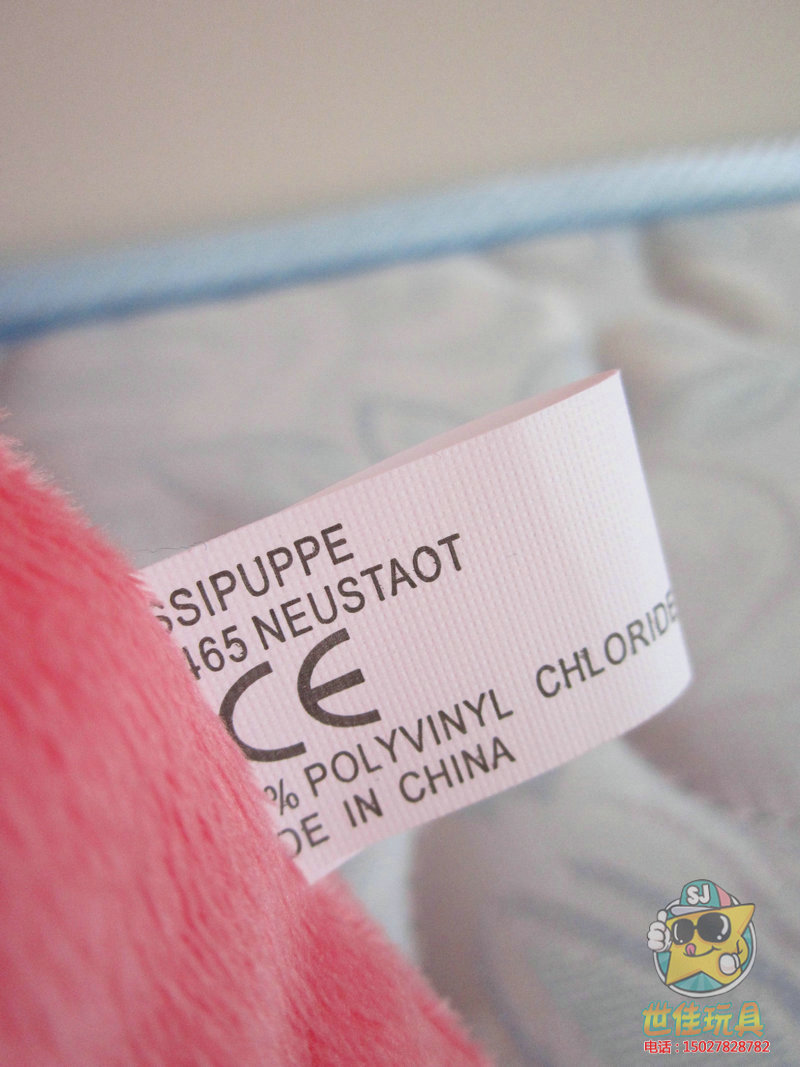 SSIPUPPE
465 NEUSTAOT
CE
% POLYVINYL CHLORIDE
DE IN CHINA
SJ
世佳玩具
电话:15027828782